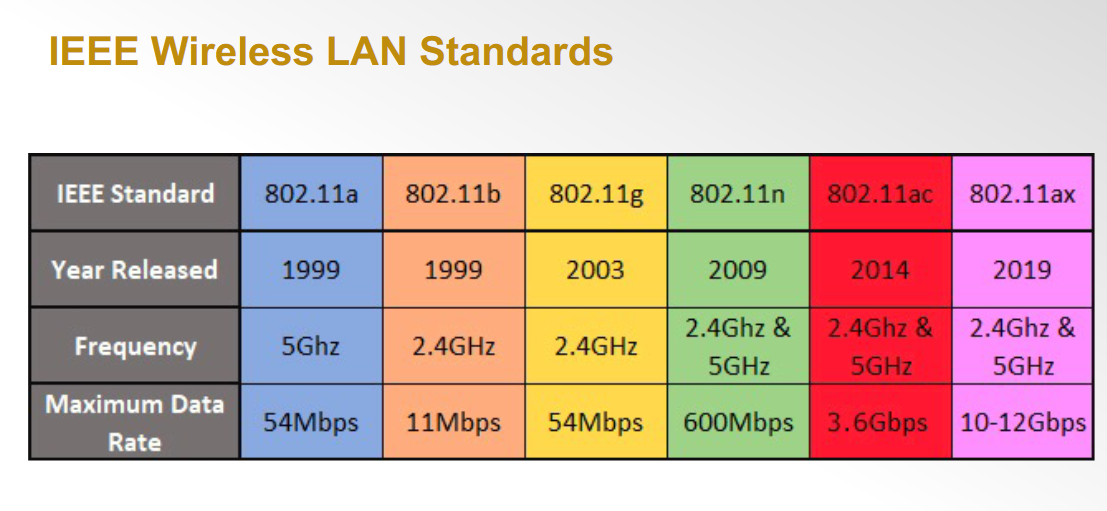 IEEE Wireless LAN Standards
IEEE Standard 802.11a 802.11b 802.11g 802.11n 802.11ac 802.11ax
Year Released 1999 1999 2003 2009 2014 2019
Frequency 5Ghz 2.4GHz 2.4GHz 2.4Ghz & 5GHz 2.4Ghz & 5GHz 2.4Ghz & 5GHz
Maximum Data Rate 54Mbps 11Mbps 54Mbps 600Mbps 3.6Gbps 10-12Gbps